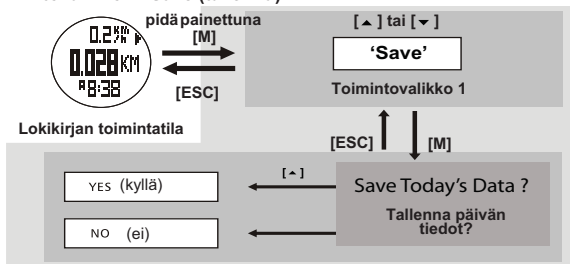 pidä painettuna
[M]
[ESC]
0.2
0.028 KM
8:38
Lokikirjan toimintatila
[▲] tai [▼]
'Save'
Toimintovalikko 1
[ESC]
[M]
YES (kyllä)
[▲]
NO (ei)
Save Today's Data ?
Tallenna päivän
tiedot?